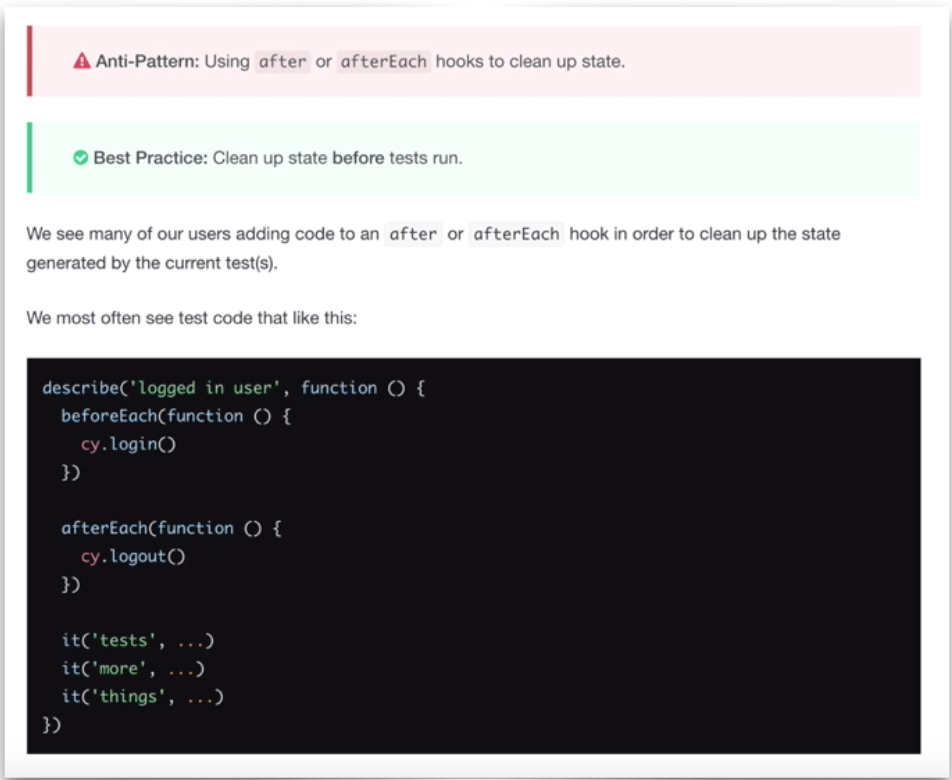 Anti-Pattern: Using after or afterEach hooks to clean up state.
Best Practice: Clean up state before tests run.
We see many of our users adding code to an after or afterEach hook in order to clean up the state
generated by the current test(s).
We most often see test code that like this:
describe('logged in user', function () {
  beforeEach(function () {
    cy.login()
  })
  afterEach(function () {
    cy.logout()
  })
  it('tests', ...)
  it('more', ...)
  it('things', ...)
})